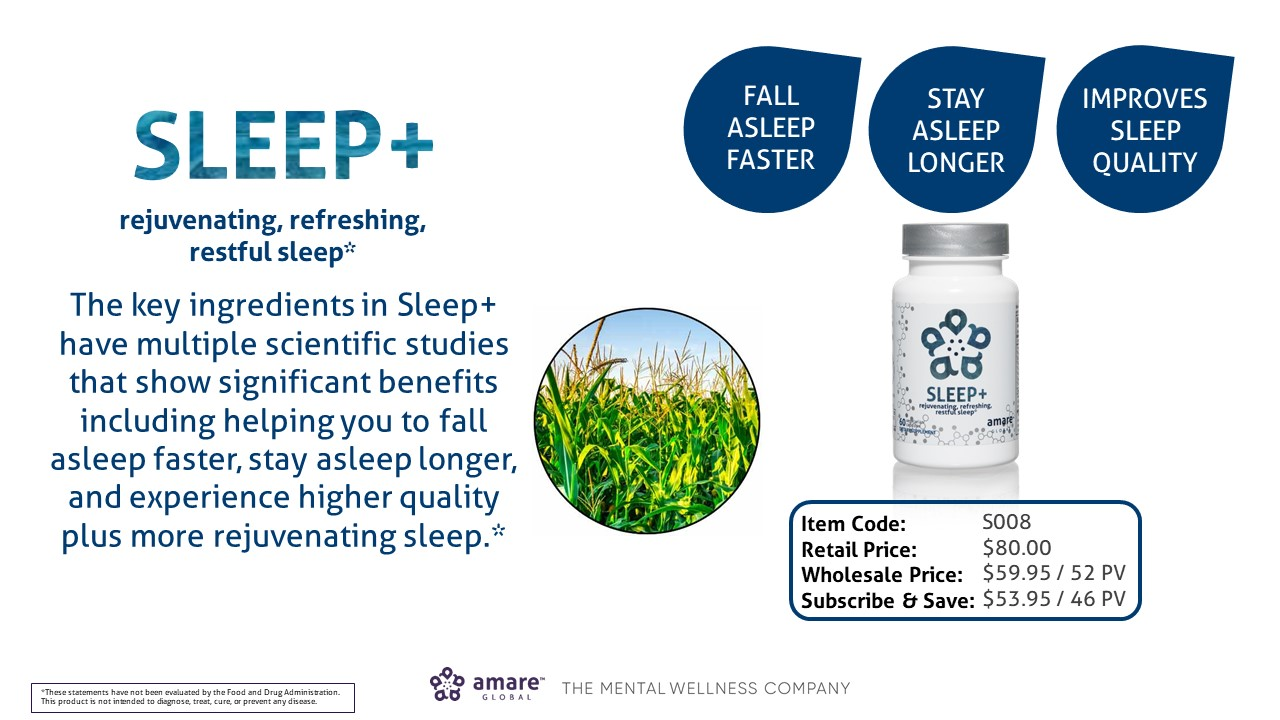 SLEEP+
rejuvenating, refreshing,
restful sleep*
The key ingredients in Sleep+
have multiple scientific studies
that show significant benefits
including helping you to fall
asleep faster, stay asleep longer,
and experience higher quality
plus more rejuvenating sleep.*
FALL
ASLEEP
FASTER
STAY
ASLEEP
LONGER
IMPROVES
SLEEP
QUALITY
SLEEP+
rejuvenating, refreshing,
restful sleep*
60
amare
Item Code: S008
Retail Price: $80.00
Wholesale Price: $59.95 / 52 PV
Subscribe & Save: $53.95 / 46 PV
*These statements have not been evaluated by the Food and Drug Administration.
This product is not intended to diagnose, treat, cure, or prevent any disease.
amare™
GLOBAL
THE MENTAL WELLNESS COMPANY